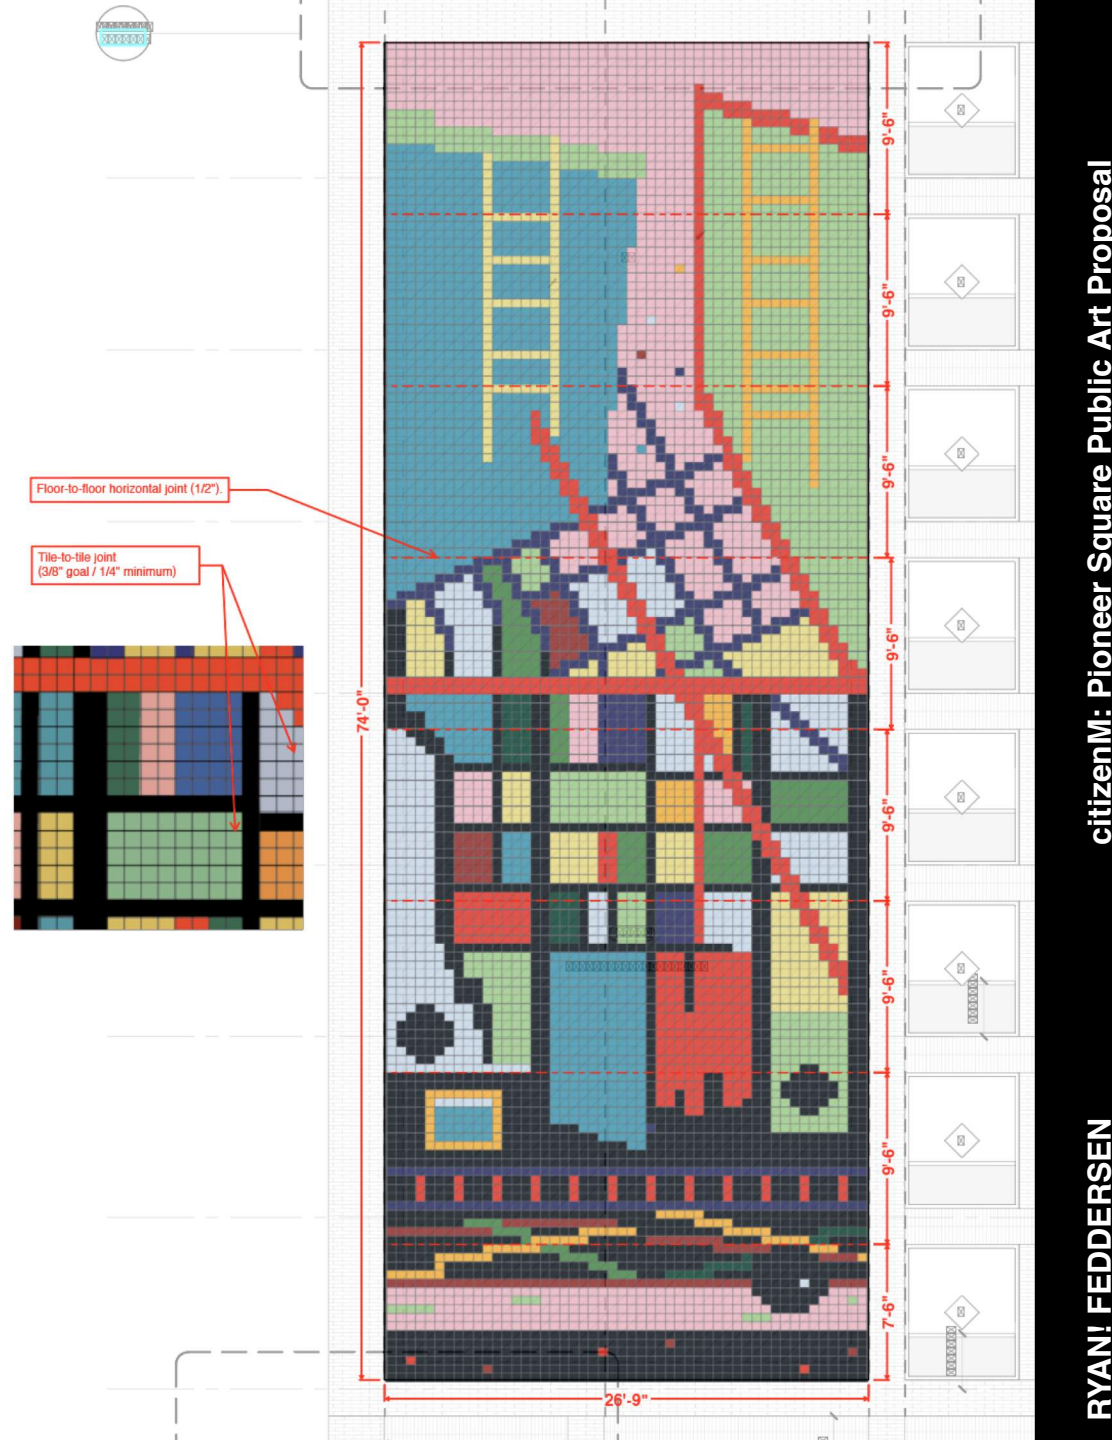 9'-6"
9'-6"
9'-6"
Floor-to-floor horizontal joint (1/2").
Tile-to-tile joint
(3/8" goal / 1/4" minimum)
9'-6"
74'-0"
9'-6"
9'-6"
9'-6"
7'-6"
26'-9"
citizenM: Pioneer Square Public Art Proposal
RYAN! FEDDERSEN